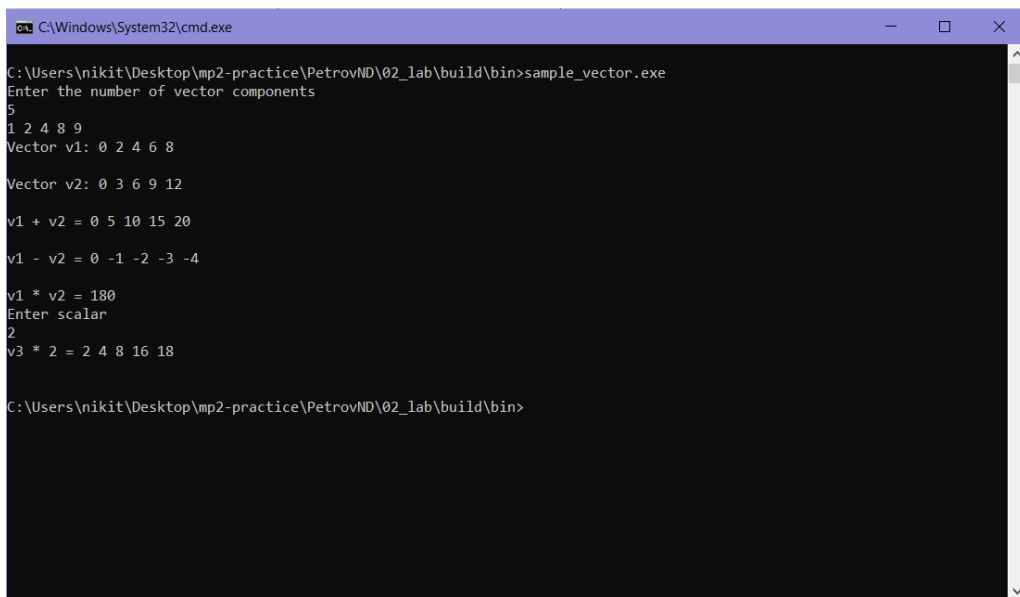 C:\Windows\System32\cmd.exe
C:\Users\nikit\Desktop\mp2-practice\PetrovND\02_lab\build\bin>sample_vector.exe
Enter the number of vector components
5
1 2 4 8 9
Vector v1: 0 2 4 6 8
Vector v2: 0 3 6 9 12
v1 + v2 = 0 5 10 15 20
v1 - v2 = 0 -1 -2 -3 -4
v1 * v2 = 180
Enter scalar
2
v3 * 2 = 2 4 8 16 18
C:\Users\nikit\Desktop\mp2-practice\PetrovND\02_lab\build\bin>